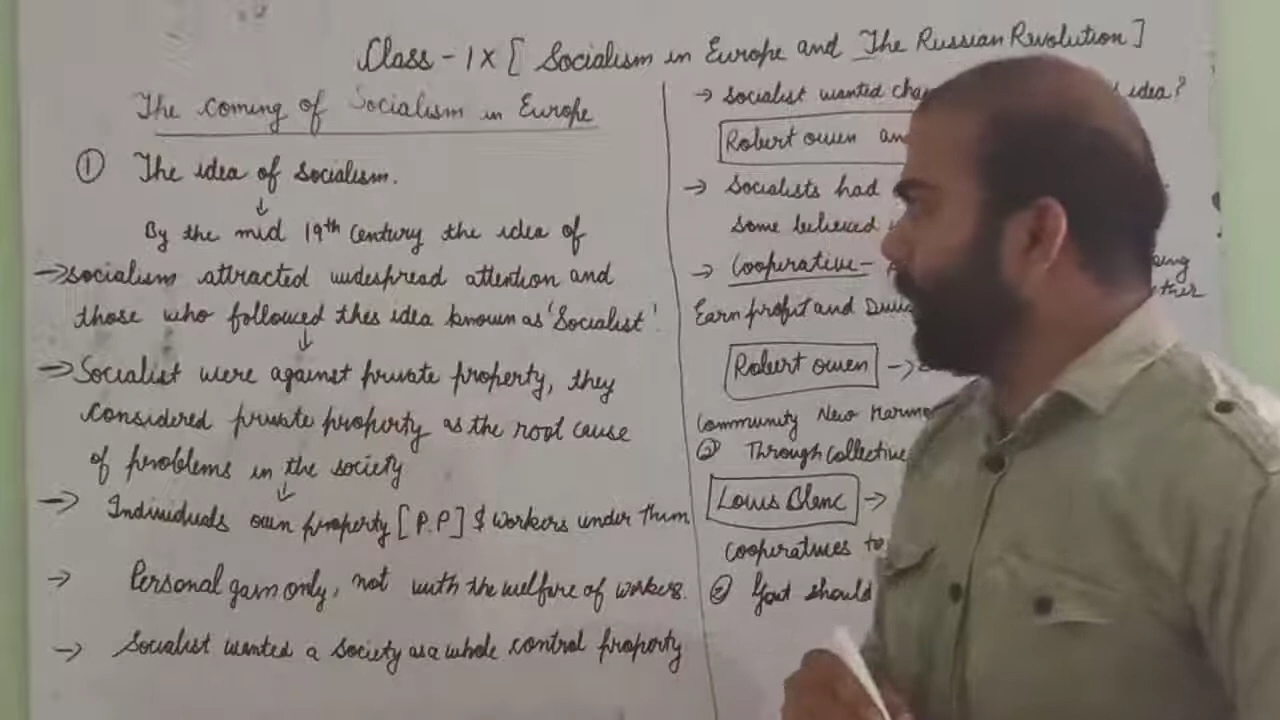 Class - IX [ Socialism in Europe and The Russian Revolution ]
The coming of Socialism in Europe
① The idea of Socialism.
↓
By the mid 19th Century the idea of
→ socialism attracted widespread attention and
those who followed this idea known as 'Socialist'.
↓
→ Socialist were against private property, they
considered private property as the root cause
of problems in the society
↓
→ Individuals own property [P.P] $ workers under them
→ Personal gain only, not with the welfare of workers.
→ Socialist wanted a society as a whole control property
→ Socialist wanted idea?
Robert owen
→ Socialists had
some believed
→ Cooperative -
Earn profit and
Robert owen →
Community New
② Through collective
Louis Blanc →
cooperatives to
② Govt should